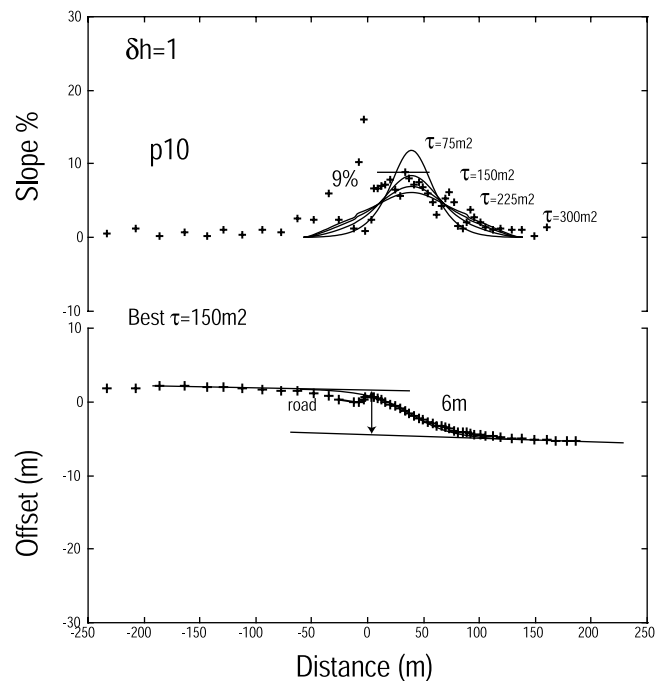 30
δh=1
20
Slope %
p10
τ=75m2
10
9%
τ=150m2
τ=225m2
τ=300m2
0
-10
Best τ=150m2
10
0
road
6m
Offset (m)
-10
-20
-30
-250 -200 -150 -100 -50 0 50 100 150 200 250
Distance (m)